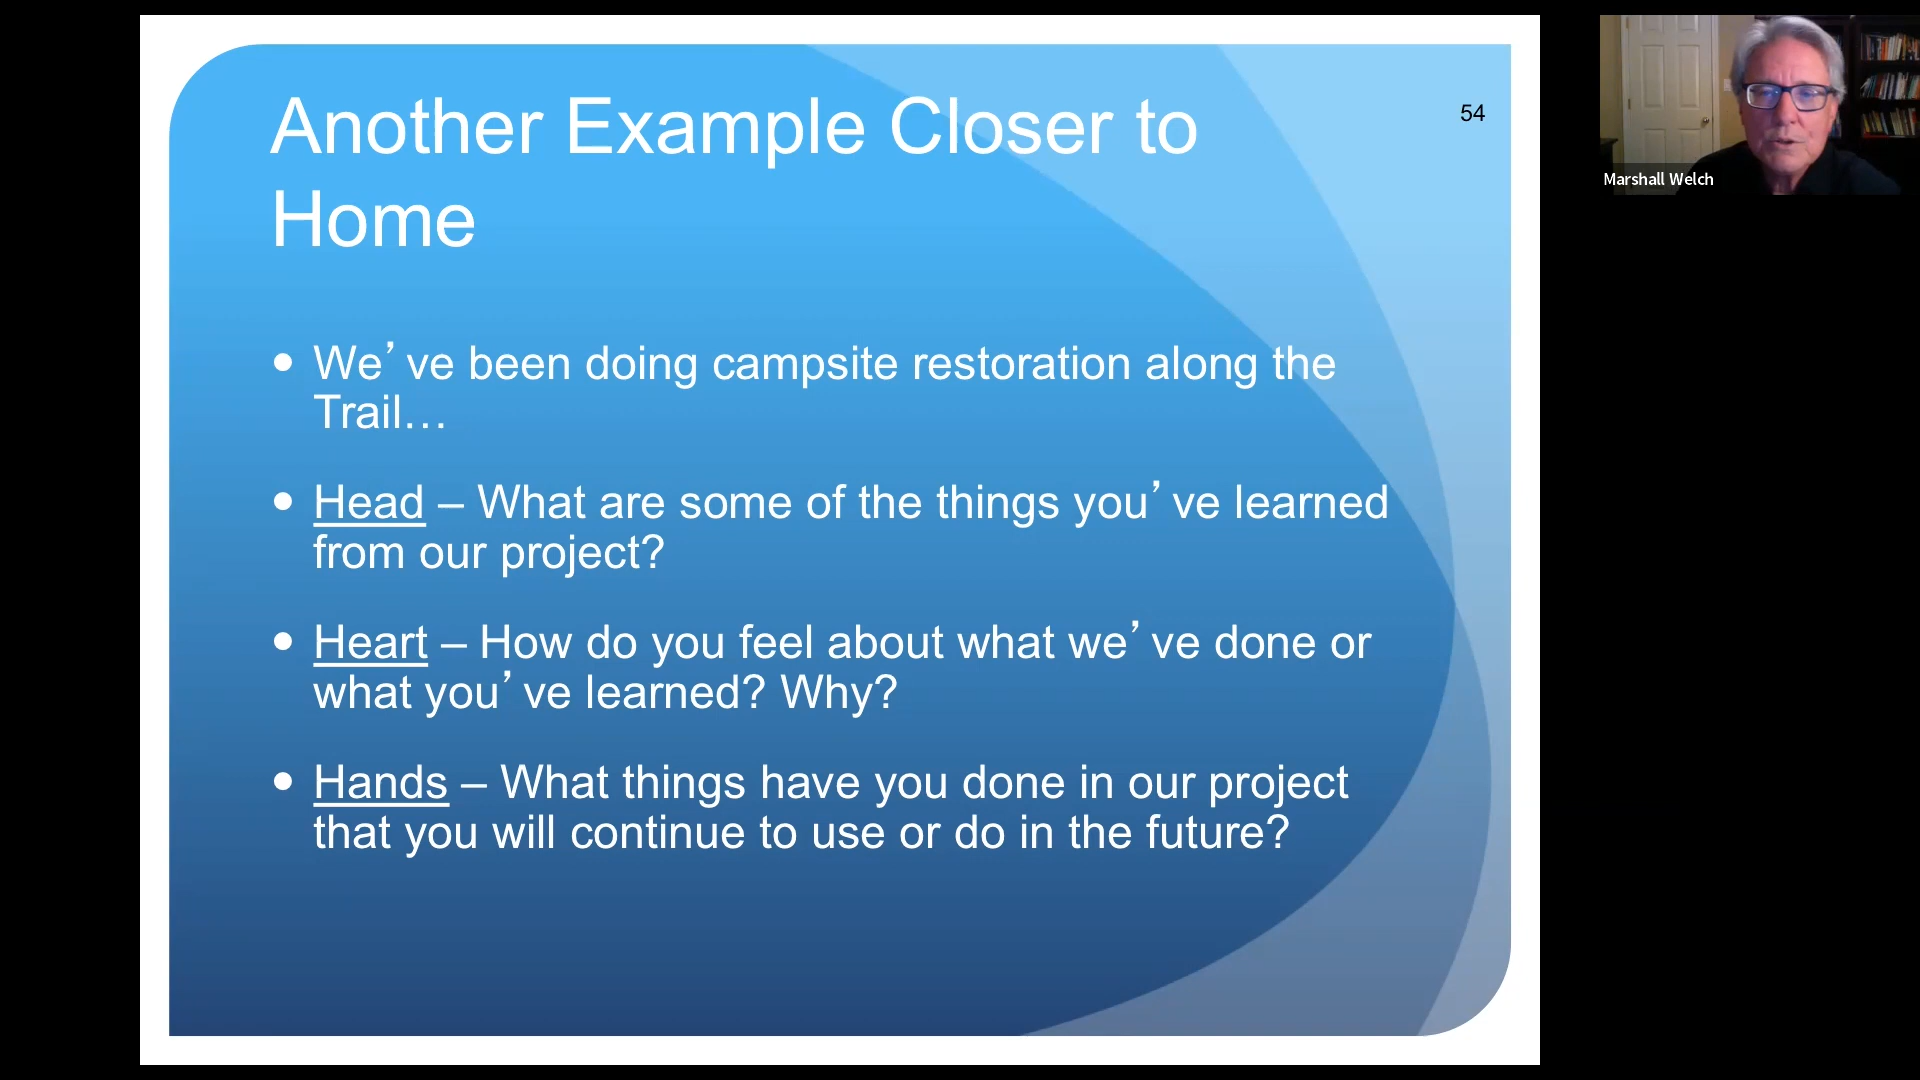 Another Example Closer to
Home
54
• We’ve been doing campsite restoration along the
Trail…
• Head – What are some of the things you’ve learned
from our project?
• Heart – How do you feel about what we’ve done or
what you’ve learned? Why?
• Hands – What things have you done in our project
that you will continue to use or do in the future?
Marshall Welch